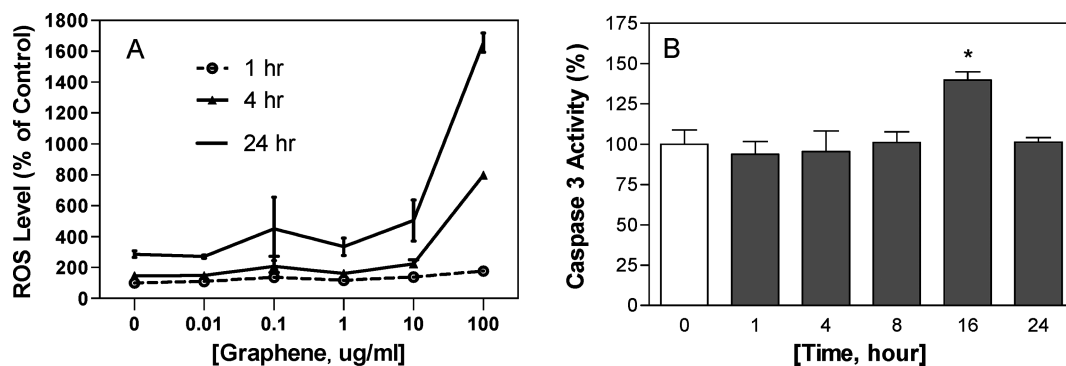 A
1 hr
4 hr
24 hr
ROS Level (% of Control)
1800
1600
1400
1200
1000
800
600
400
200
0
0 0.01 0.1 1 10 100
[Graphene, ug/ml]
B
*
Caspase 3 Activity (%)
175
150
125
100
75
50
25
0
0 1 4 8 16 24
[Time, hour]